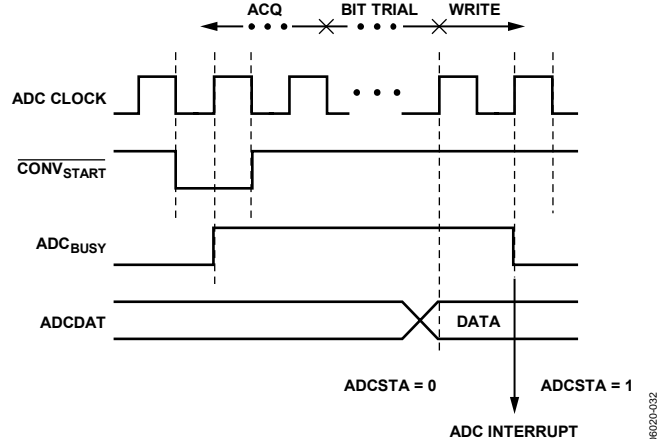 ACQ BIT TRIAL WRITE
ADC CLOCK
CONVSTART
ADCBUSY
ADCDAT
DATA
ADCSTA = 0 ADCSTA = 1
ADC INTERRUPT
06020-032